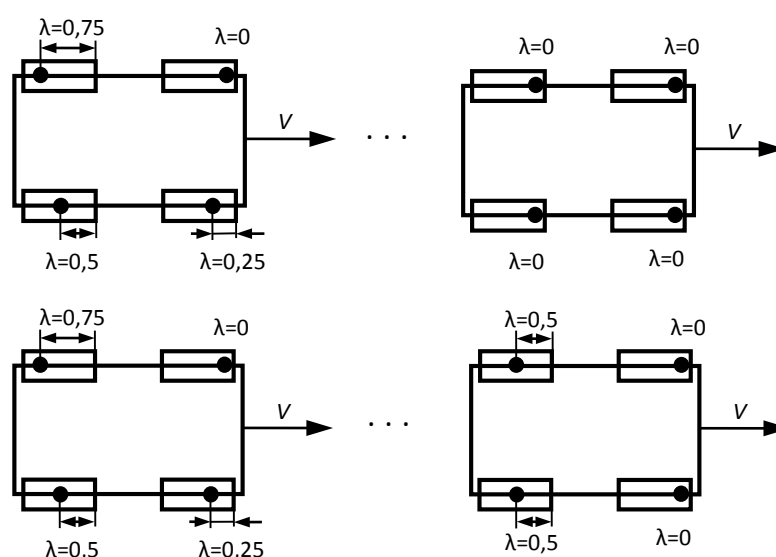 λ=0,75 λ=0 λ=0 λ=0
V . . . V
λ=0,5 λ=0,25 λ=0 λ=0
λ=0,75 λ=0 λ=0,5 λ=0
V . . . V
λ=0,5 λ=0,25 λ=0,5 λ=0